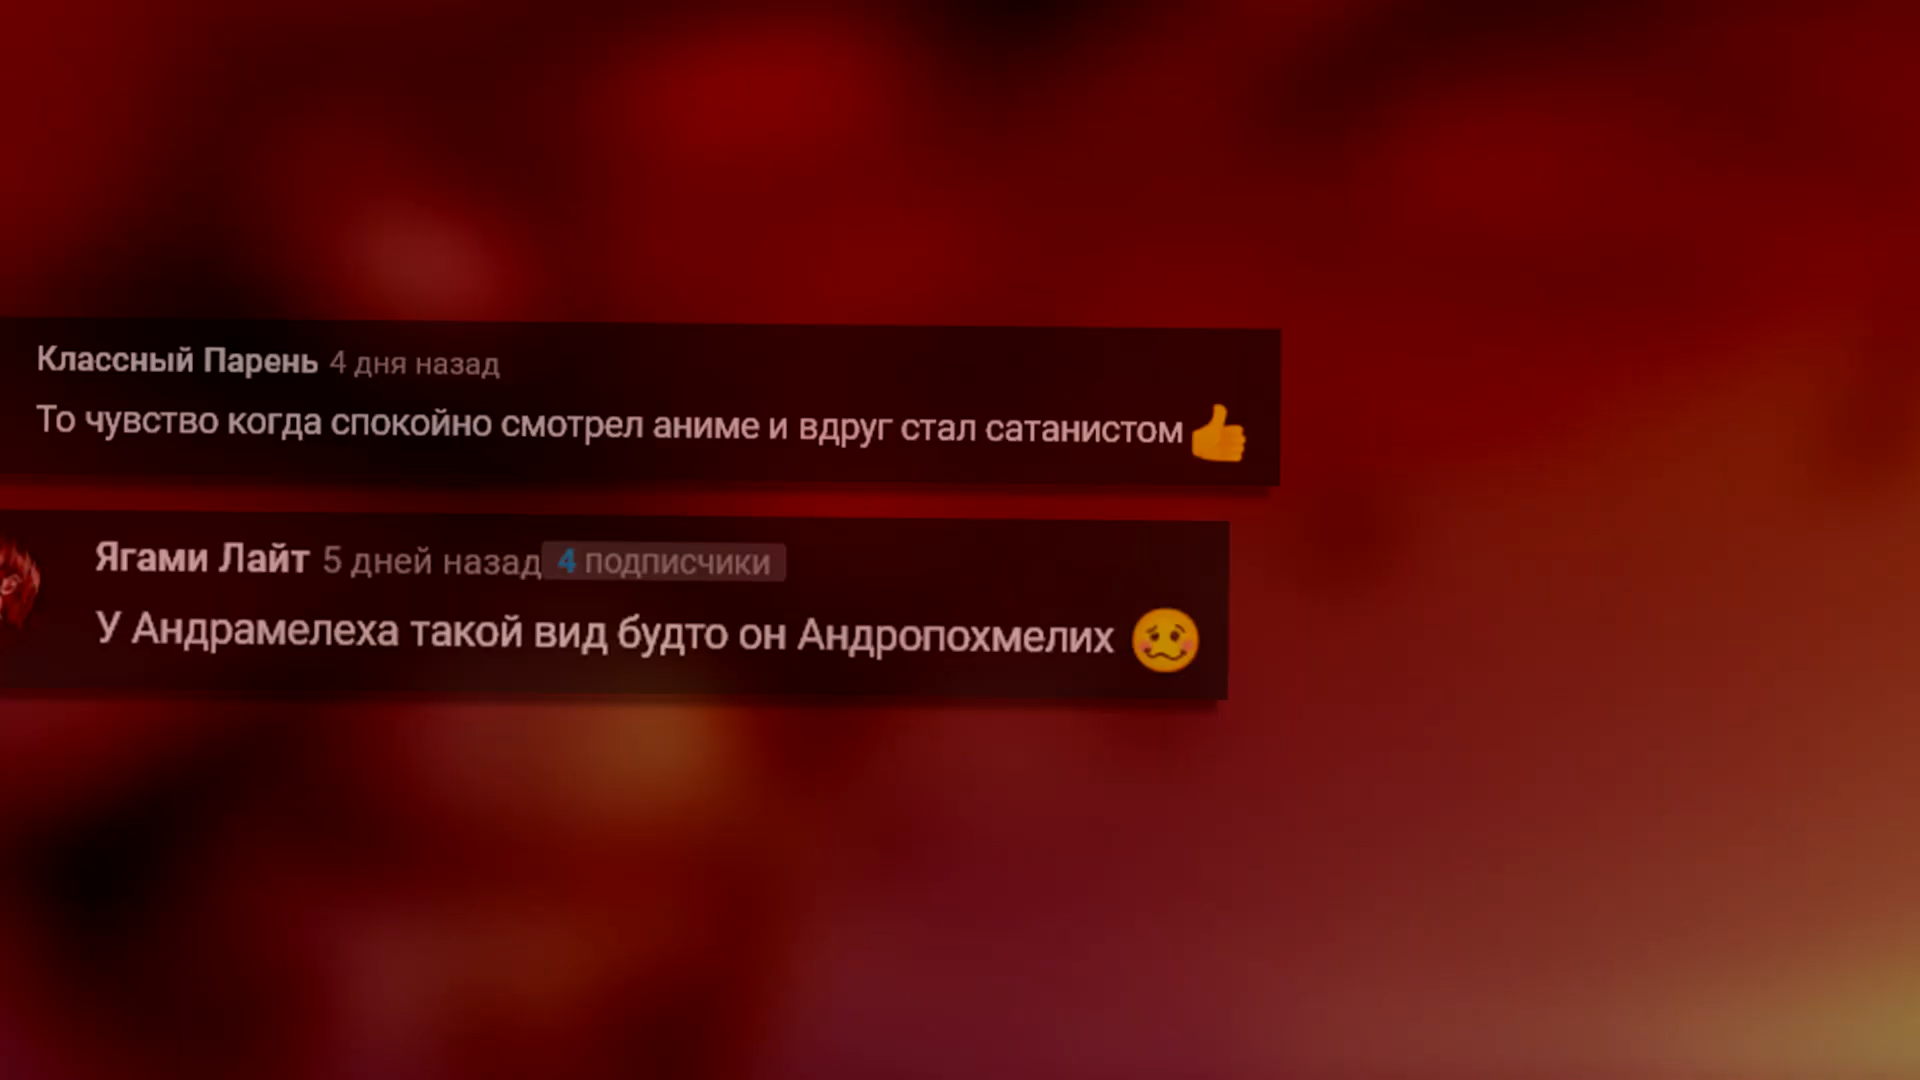 Классный Парень 4 дня назад
То чувство когда спокойно смотрел аниме и вдруг стал сатанистом👍
Ягами Лайт 5 дней назад 4 подписчики
У Андрамелеха такой вид будто он Андропохмелих 🥴